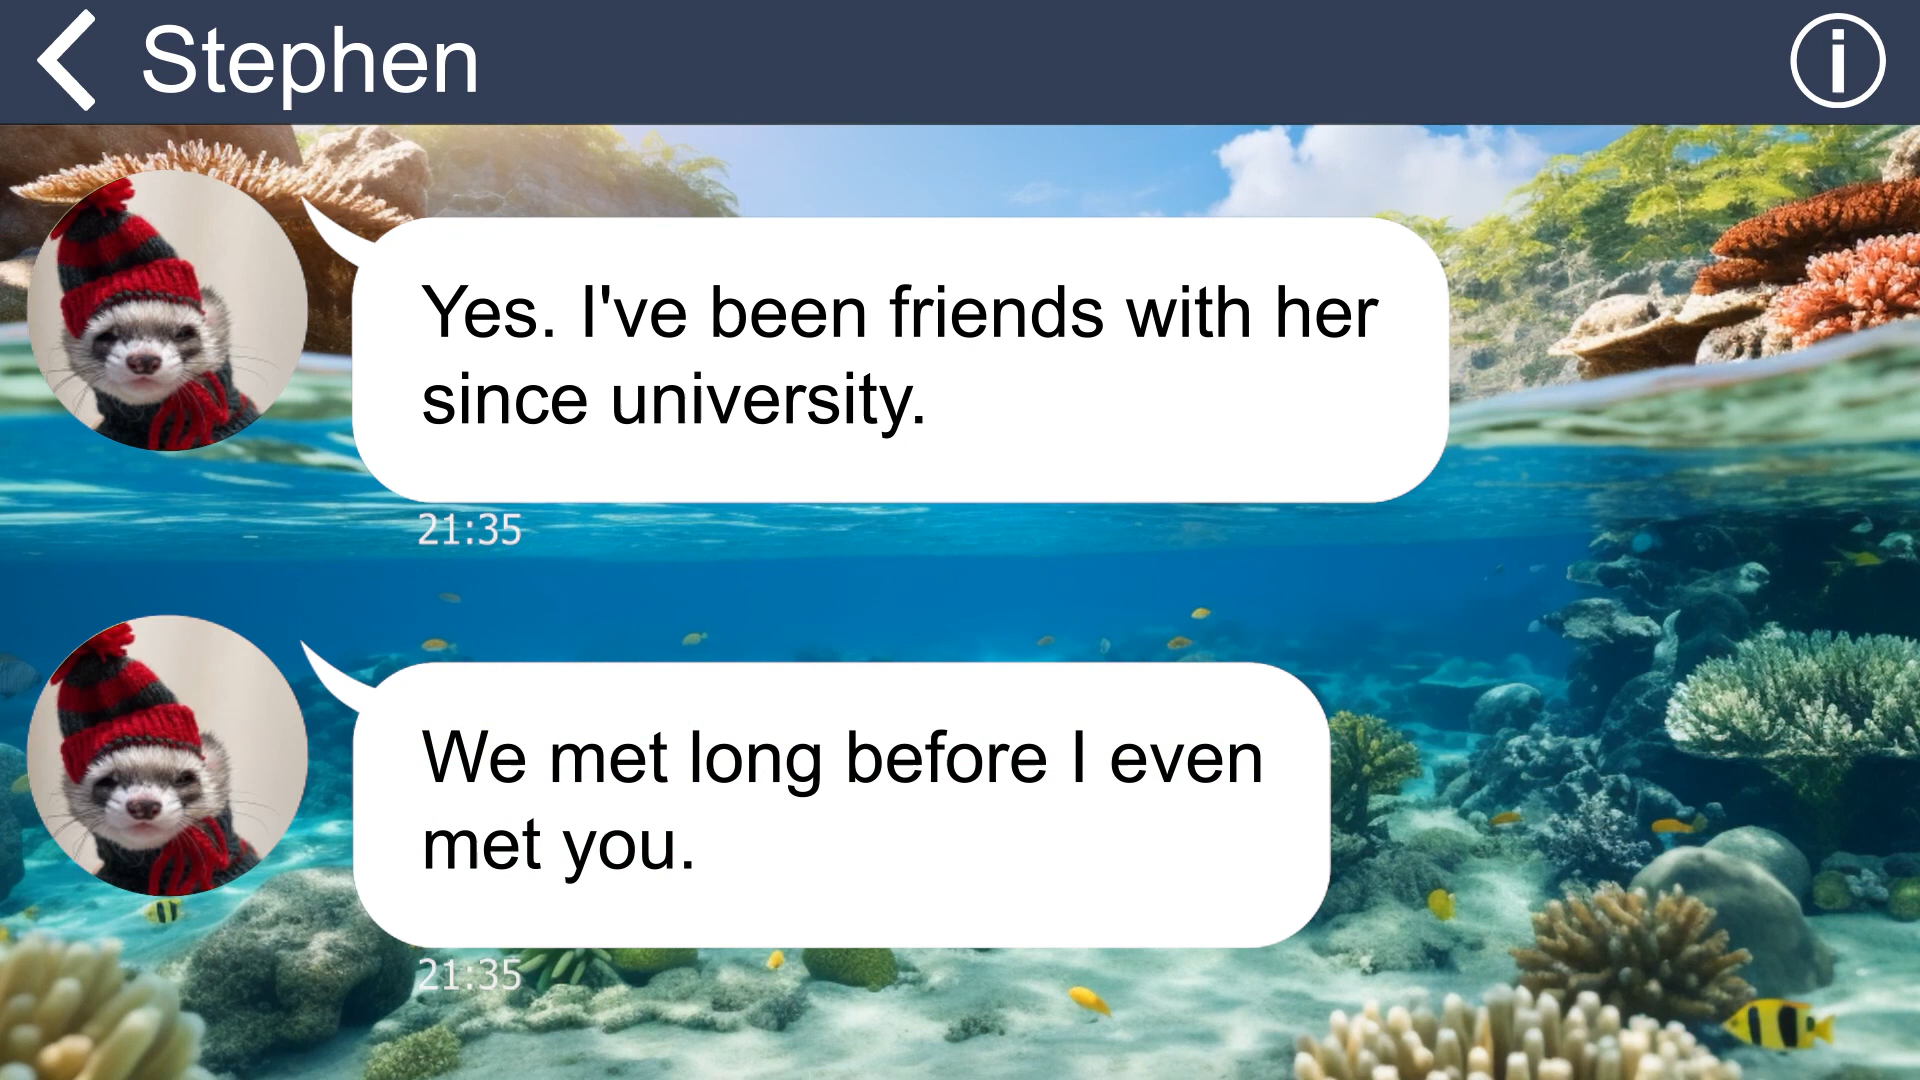 Stephen
Yes. I've been friends with her
since university.
21:35
We met long before I even
met you.
21:35